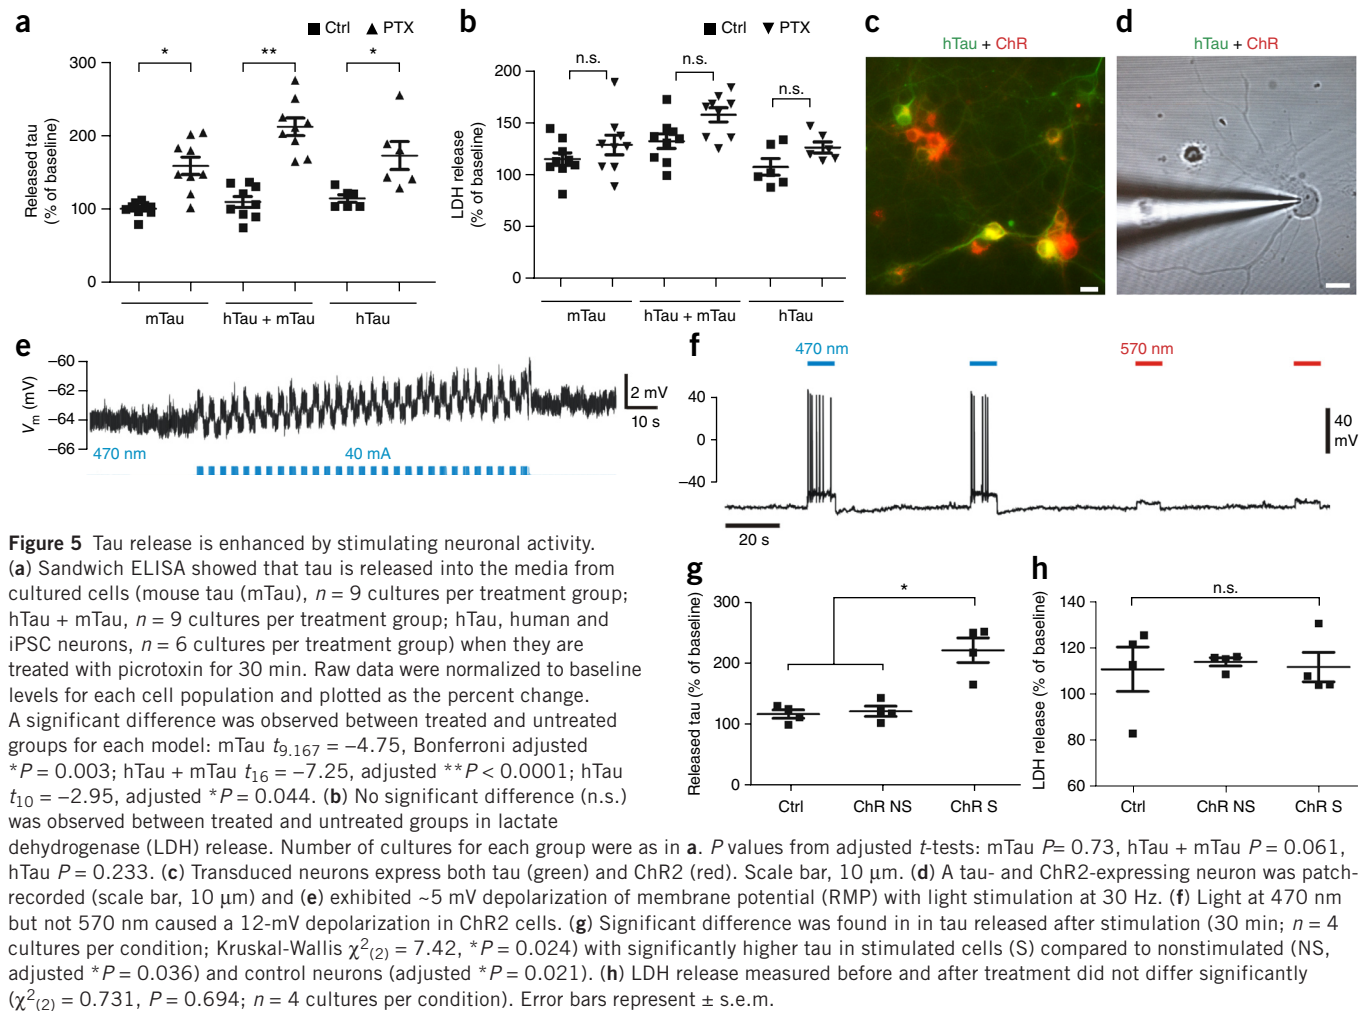 a
■ Ctrl ▲ PTX
Released tau
(% of baseline)
300
200
100
0
*
**
*
mTau
hTau + mTau
hTau
b
■ Ctrl ▼ PTX
LDH release
(% of baseline)
200
150
100
50
0
n.s.
n.s.
n.s.
mTau
hTau + mTau
hTau
c
hTau + ChR
d
hTau + ChR
e
Vm (mV)
–60
–62
–64
–66
470 nm
40 mA
2 mV
10 s
f
470 nm
570 nm
40
0
–40
40
mV
20 s
g
Released tau (% of baseline)
300
200
100
0
*
Ctrl
ChR NS
ChR S
h
LDH release (% of baseline)
140
120
100
80
60
n.s.
Ctrl
ChR NS
ChR S
Figure 5 Tau release is enhanced by stimulating neuronal activity.
(a) Sandwich ELISA showed that tau is released into the media from
cultured cells (mouse tau (mTau), n = 9 cultures per treatment group;
hTau + mTau, n = 9 cultures per treatment group; hTau, human and
iPSC neurons, n = 6 cultures per treatment group) when they are
treated with picrotoxin for 30 min. Raw data were normalized to baseline
levels for each cell population and plotted as the percent change.
A significant difference was observed between treated and untreated
groups for each model: mTau t9.167 = –4.75, Bonferroni adjusted
*P = 0.003; hTau + mTau t16 = –7.25, adjusted **P < 0.0001; hTau
t10 = –2.95, adjusted *P = 0.044. (b) No significant difference (n.s.)
was observed between treated and untreated groups in lactate
dehydrogenase (LDH) release. Number of cultures for each group were as in a. P values from adjusted t-tests: mTau P= 0.73, hTau + mTau P = 0.061,
hTau P = 0.233. (c) Transduced neurons express both tau (green) and ChR2 (red). Scale bar, 10 μm. (d) A tau- and ChR2-expressing neuron was patch-
recorded (scale bar, 10 μm) and (e) exhibited ~5 mV depolarization of membrane potential (RMP) with light stimulation at 30 Hz. (f) Light at 470 nm
but not 570 nm caused a 12-mV depolarization in ChR2 cells. (g) Significant difference was found in in tau released after stimulation (30 min; n = 4
cultures per condition; Kruskal-Wallis χ²(2) = 7.42, *P = 0.024) with significantly higher tau in stimulated cells (S) compared to nonstimulated (NS,
adjusted *P = 0.036) and control neurons (adjusted *P = 0.021). (h) LDH release measured before and after treatment did not differ significantly
(χ²(2) = 0.731, P = 0.694; n = 4 cultures per condition). Error bars represent ± s.e.m.